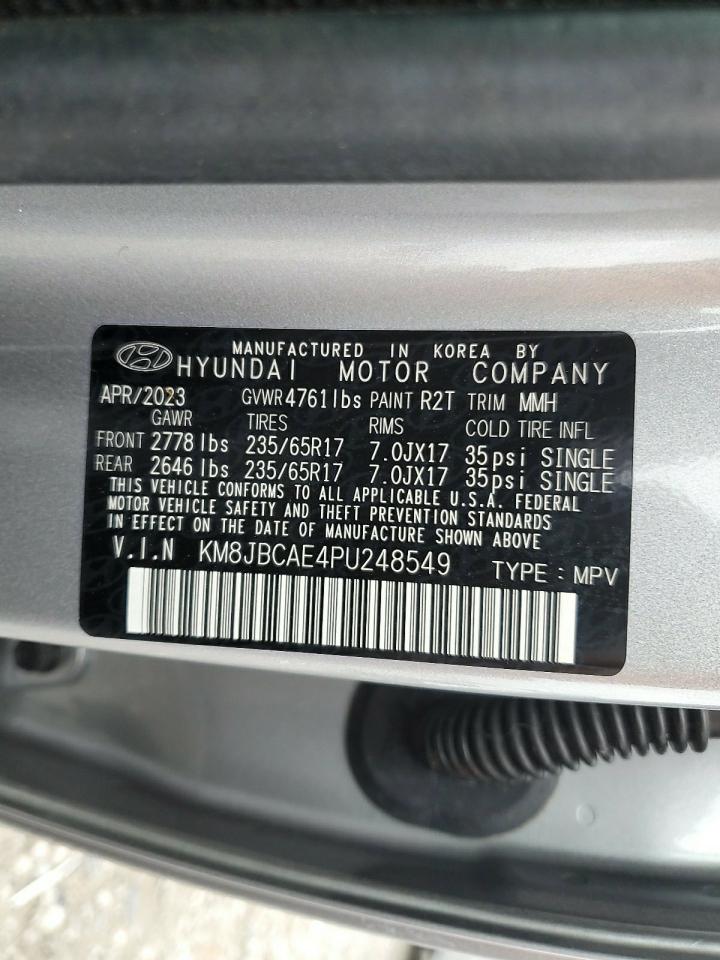 MANUFACTURED IN KOREA BY
HYUNDAI MOTOR COMPANY
APR/2023 GVWR 4761 lbs PAINT R2T TRIM MMH
GAWR TIRES RIMS COLD TIRE INFL
FRONT 2778 lbs 235/65R17 7.0JX17 35psi SINGLE
REAR 2646 lbs 235/65R17 7.0JX17 35psi SINGLE
THIS VEHICLE CONFORMS TO ALL APPLICABLE U.S.A. FEDERAL
MOTOR VEHICLE SAFETY AND THEFT PREVENTION STANDARDS
IN EFFECT ON THE DATE OF MANUFACTURE SHOWN ABOVE.
V.I.N KM8JBCAE4PU248549 TYPE : MPV